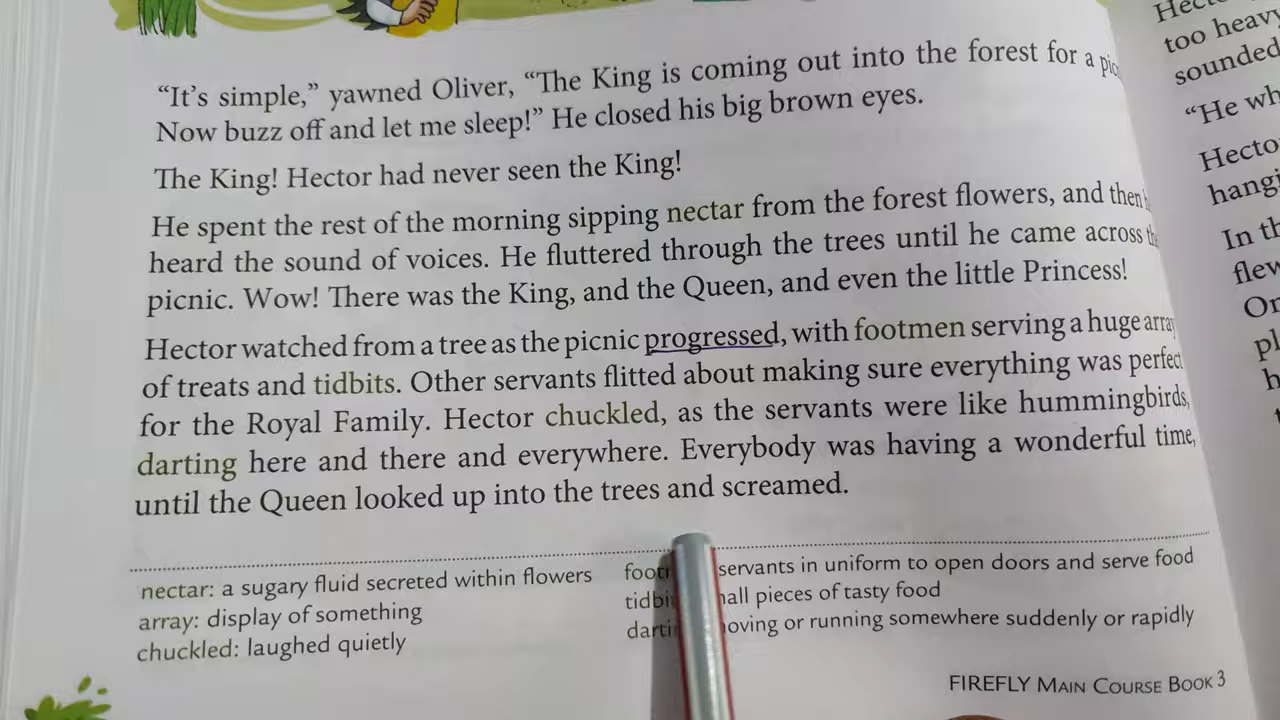 “It’s simple,” yawned Oliver, “The King is coming out into the forest for a
Now buzz off and let me sleep!” He closed his big brown eyes.
The King! Hector had never seen the King!
He spent the rest of the morning sipping nectar from the forest flowers, and then
heard the sound of voices. He fluttered through the trees until he came across
picnic. Wow! There was the King, and the Queen, and even the little Princess!
Hector watched from a tree as the picnic progressed, with footmen serving a huge array
of treats and tidbits. Other servants flitted about making sure everything was perfect
for the Royal Family. Hector chuckled, as the servants were like hummingbirds,
darting here and there and everywhere. Everybody was having a wonderful time,
until the Queen looked up into the trees and screamed.
nectar: a sugary fluid secreted within flowers
array: display of something
chuckled: laughed quietly
servants in uniform to open doors and serve food
pieces of tasty food
or running somewhere suddenly or rapidly
FIREFLY MAIN COURSE BOOK 3
too heavy
sounded
“He
In